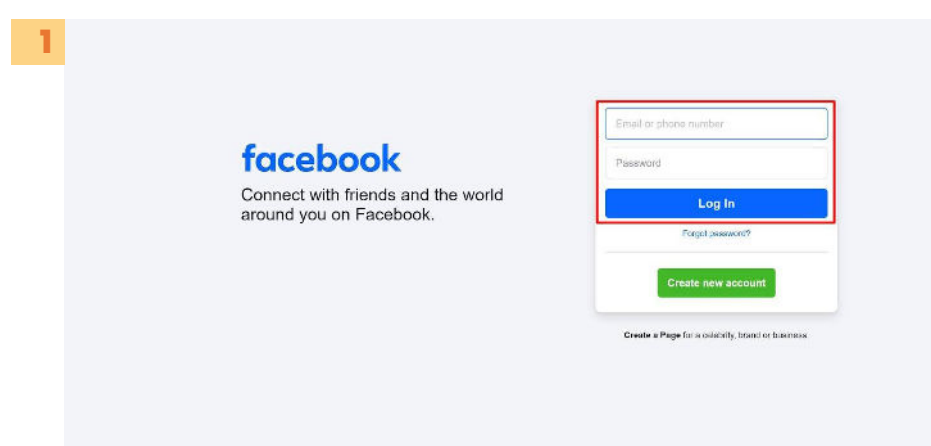 1
facebook
Connect with friends and the world
around you on Facebook.
Email or phone number
Password
Log In
Forgot password?
Create new account
Create a Page for a celebrity, brand or business.